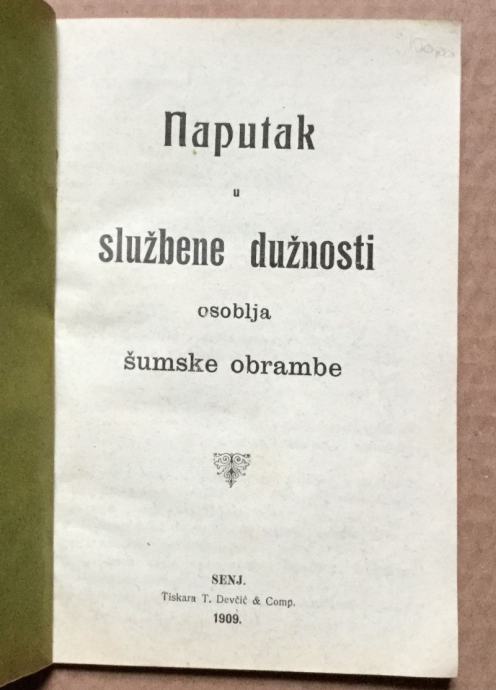 Naputak
u
službene dužnosti
osoblja
šumske obrambe
SENJ.
Tiskara T. Devčić & Comp.
1909.